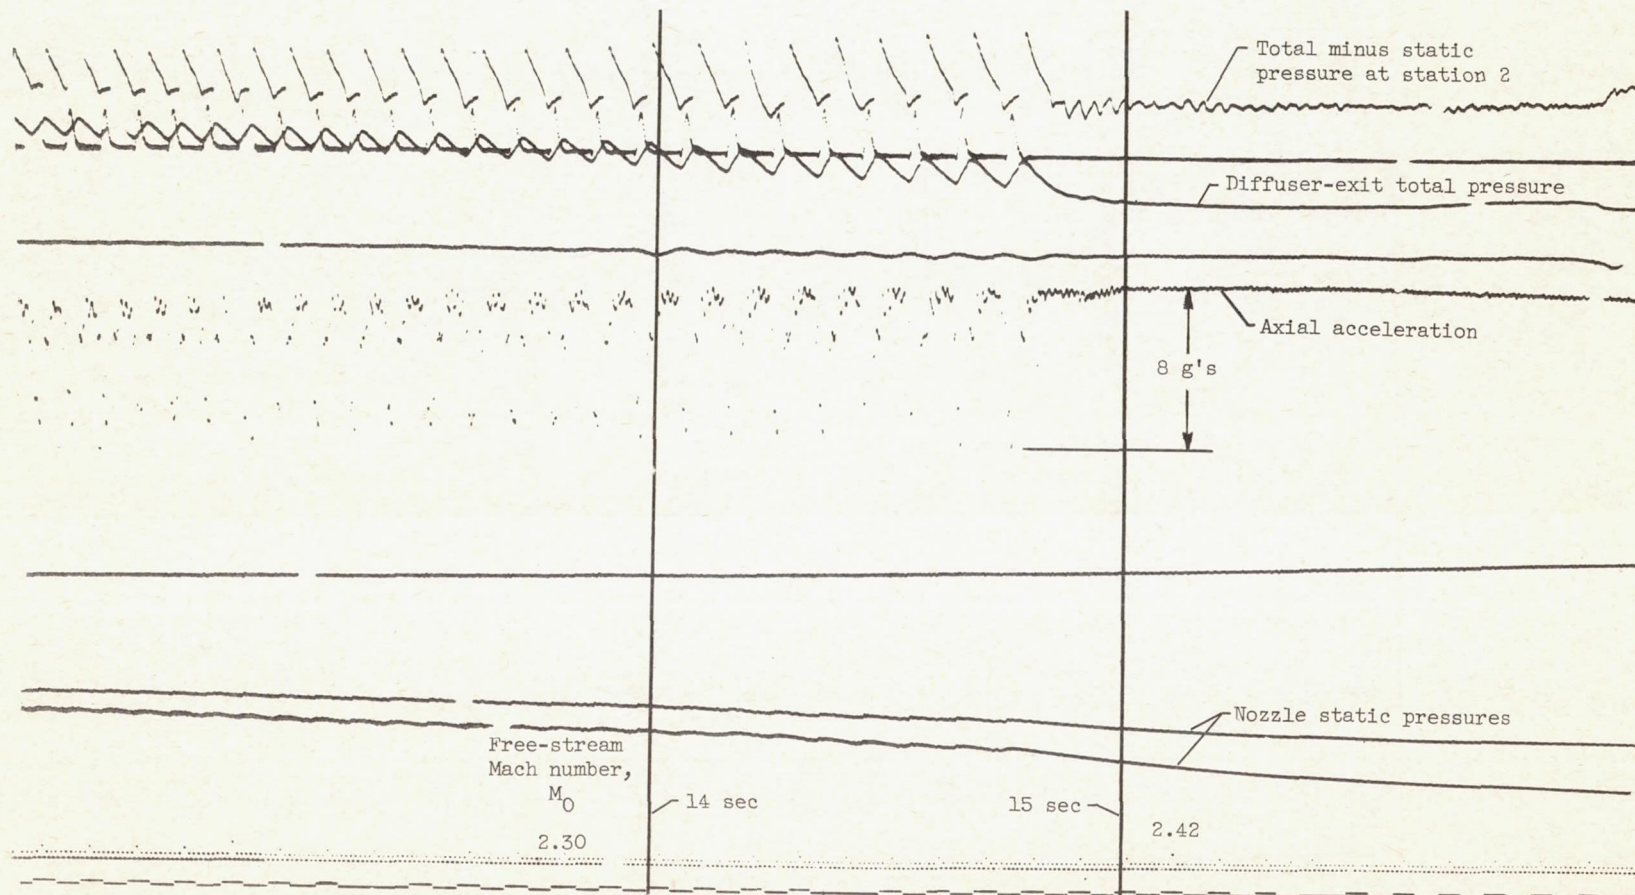 Total minus static
pressure at station 2
Diffuser-exit total pressure
Axial acceleration
8 g's
Nozzle static pressures
Free-stream
Mach number,
M0
14 sec
15 sec
2.30
2.42